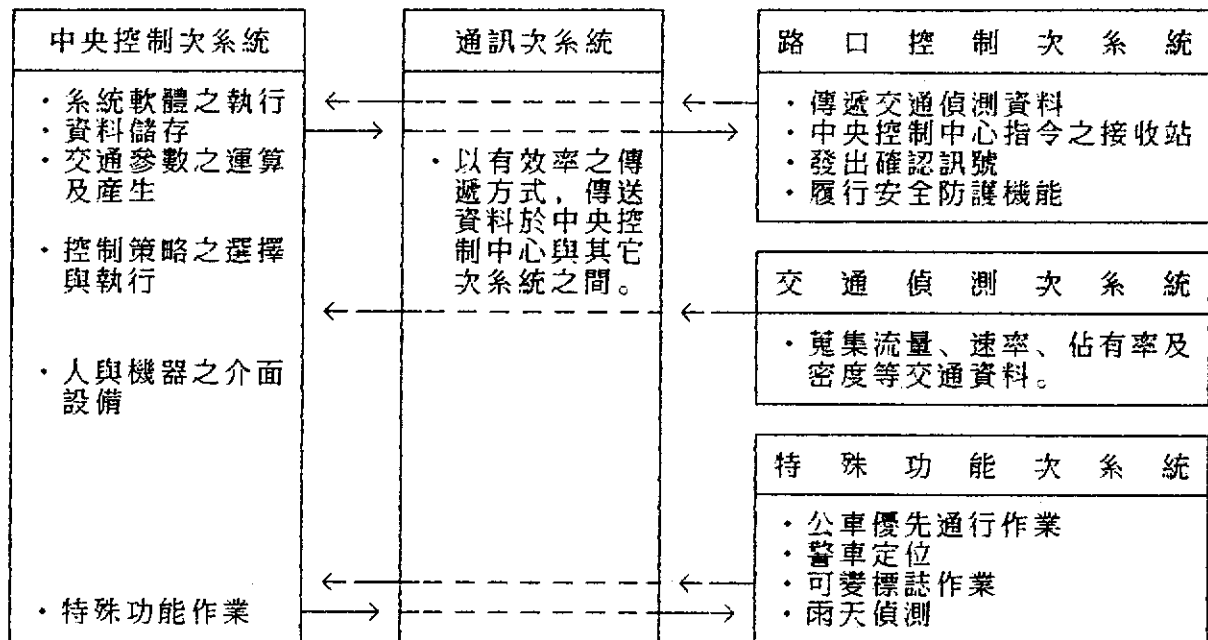 中央控制次系統
・系統軟體之執行
・資料儲存
・交通參數之運算
及產生
・控制策略之選擇
與執行
・人與機器之介面
設備
・特殊功能作業
通訊次系統
・以有效率之傳
遞方式，傳送
資料於中央控
制中心與其它
次系統之間。
路口控制次系統
・傳遞交通偵測資料
・中央控制中心指令之接收站
・發出確認訊號
・履行安全防護機能
交通偵測次系統
・蒐集流量、速率、佔有率及
密度等交通資料。
特殊功能次系統
・公車優先通行作業
・警車定位
・可變標誌作業
・雨天偵測